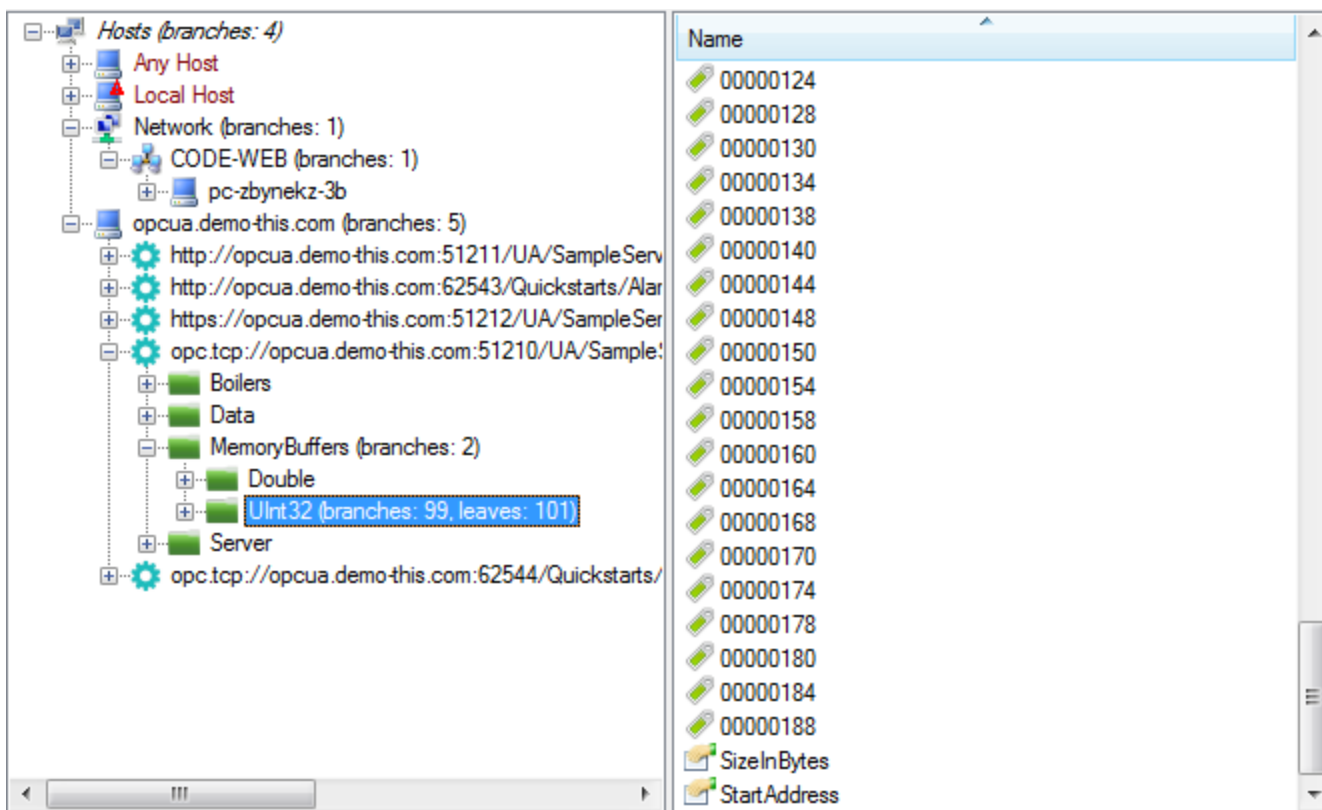 Hosts (branches: 4)
Any Host
Local Host
Network (branches: 1)
CODE-WEB (branches: 1)
pc-zbynekz-3b
opcua.demo-this.com (branches: 5)
http://opcua.demo-this.com:51211/UA/SampleServ
http://opcua.demo-this.com:62543/Quickstarts/Alar
https://opcua.demo-this.com:51212/UA/SampleSer
opc.tcp://opcua.demo-this.com:51210/UA/Sample
Boilers
Data
MemoryBuffers (branches: 2)
Double
UInt32 (branches: 99, leaves: 101)
Server
opc.tcp://opcua.demo-this.com:62544/Quickstarts/
Name
00000124
00000128
00000130
00000134
00000138
00000140
00000144
00000148
00000150
00000154
00000158
00000160
00000164
00000168
00000170
00000174
00000178
00000180
00000184
00000188
SizeInBytes
StartAddress